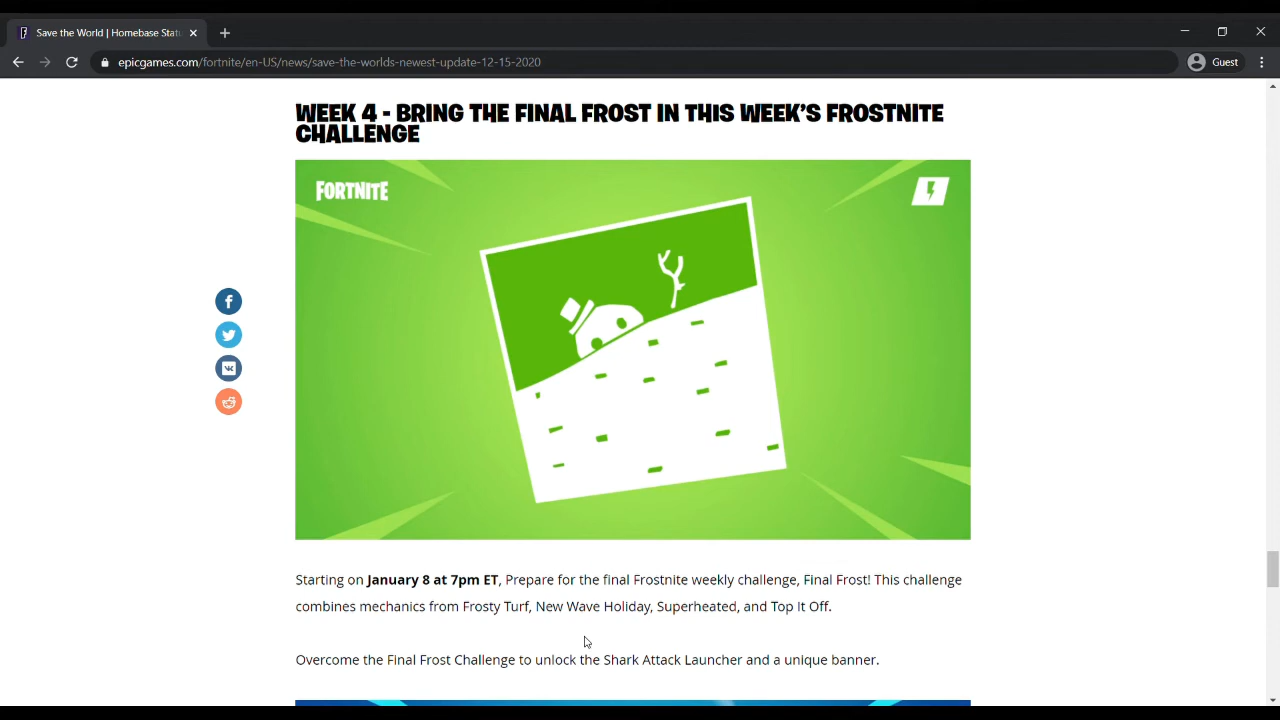 Save the World | Homebase Stat
epicgames.com/fortnite/en-US/news/save-the-worlds-newest-update-12-15-2020
Guest
WEEK 4 - BRING THE FINAL FROST IN THIS WEEK'S FROSTNITE
CHALLENGE
FORTNITE
Starting on January 8 at 7pm ET, Prepare for the final Frostnite weekly challenge, Final Frost! This challenge
combines mechanics from Frosty Turf, New Wave Holiday, Superheated, and Top It Off.
Overcome the Final Frost Challenge to unlock the Shark Attack Launcher and a unique banner.